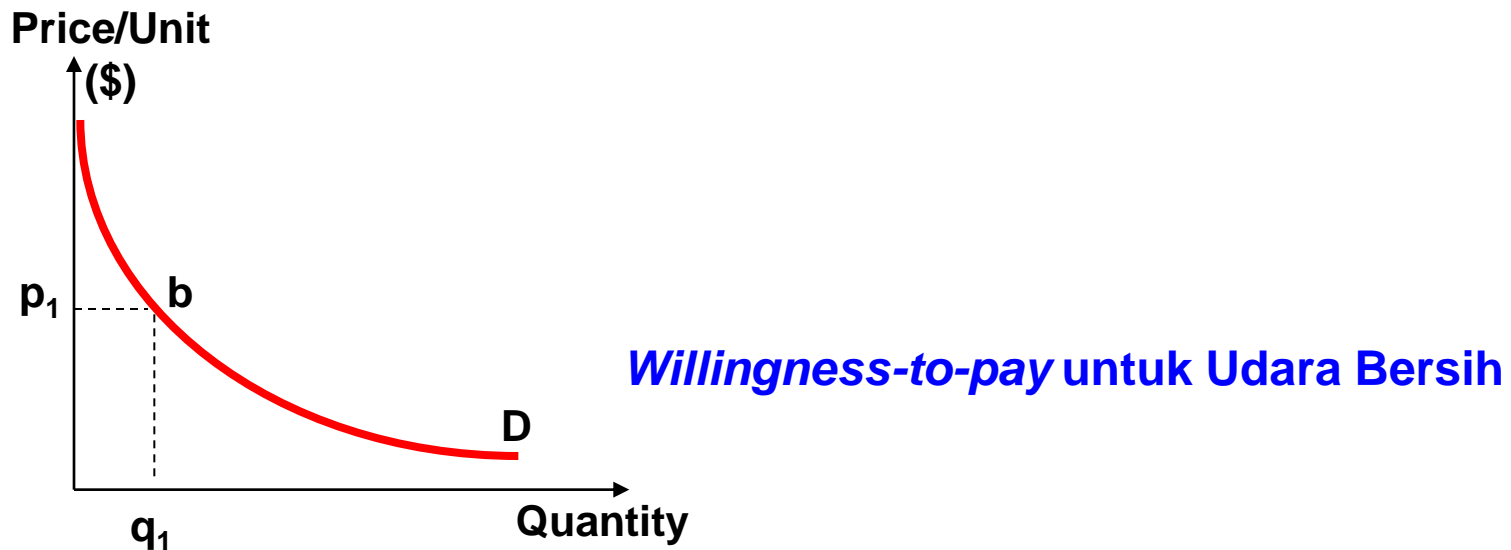 Price/Unit
($)
p₁
b
Willingness-to-pay untuk Udara Bersih
D
q₁
Quantity